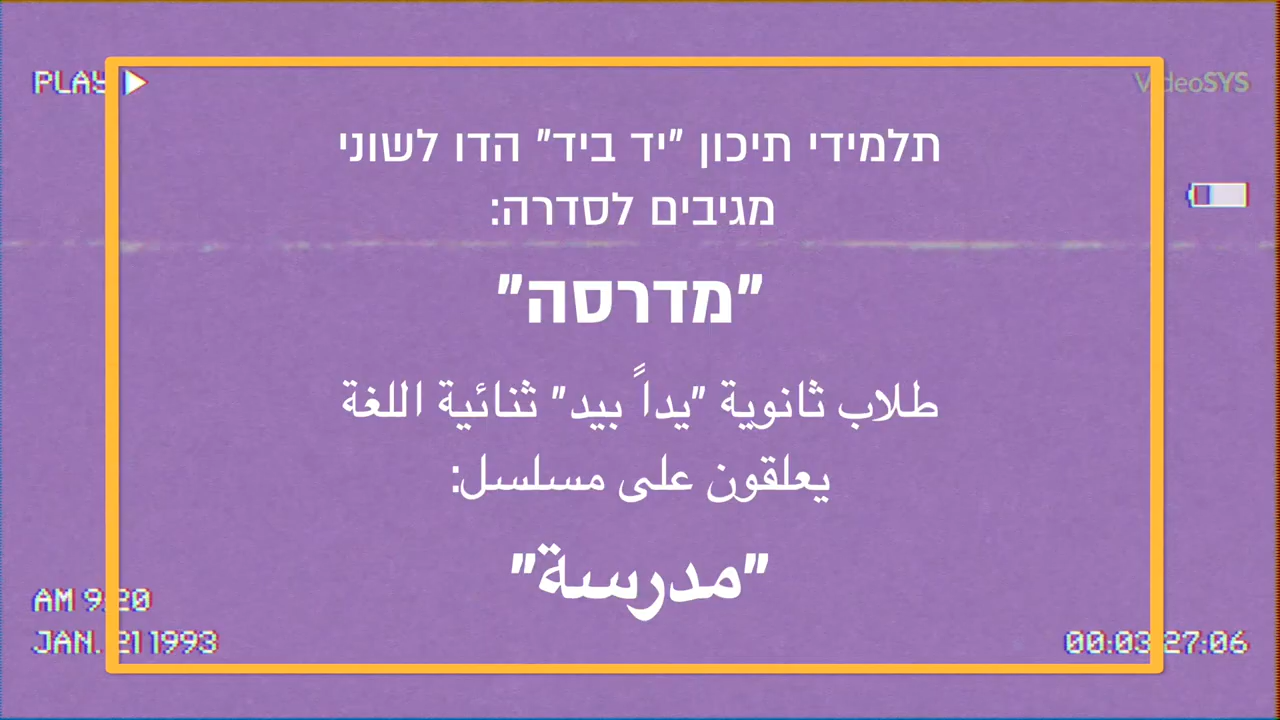 PLAY
VideoSYS
תלמידי תיכון "יד ביד" הדו לשוני
מגיבים לסדרה:
"מדרסה"
طلاب ثانوية "يداً بيد" ثنائية اللغة
يعلقون على مسلسل:
"مدرسة"
AM 9:20
JAN. 21 1993
00:03:27:06